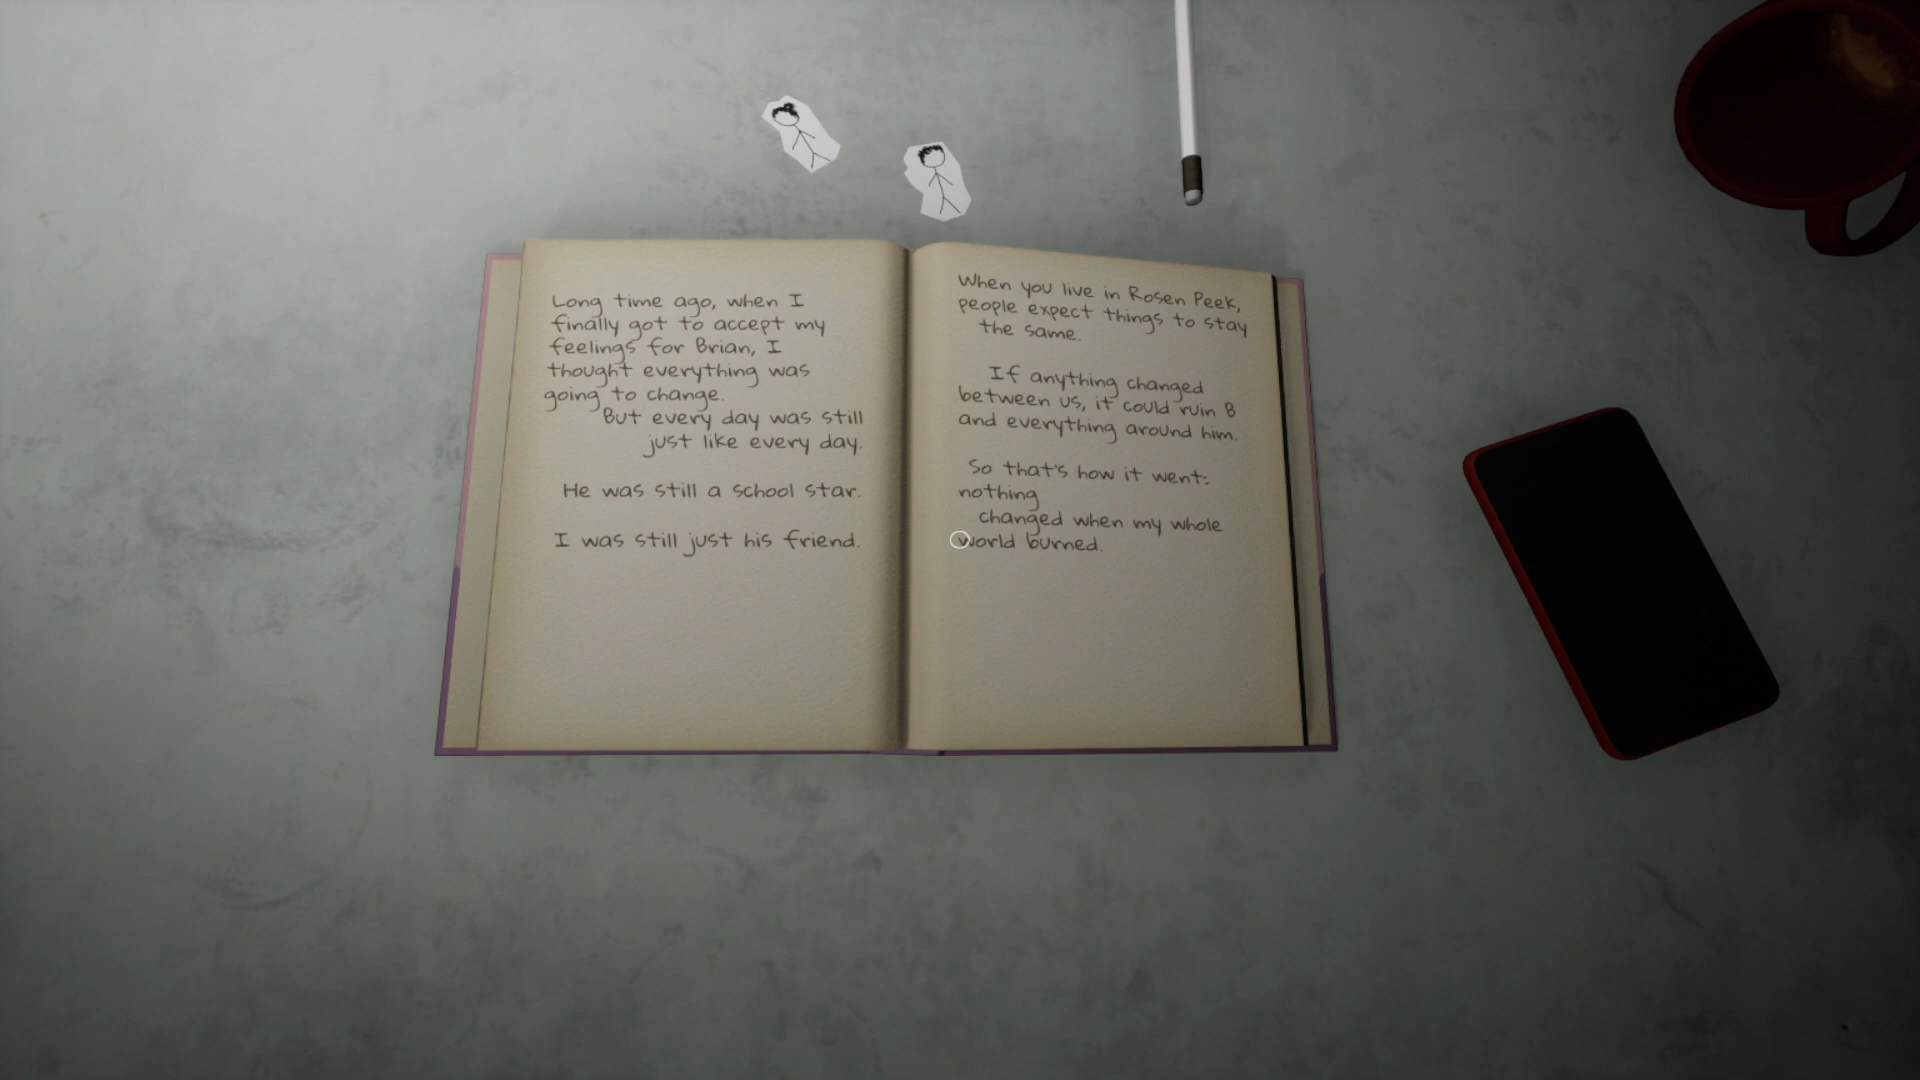 Long time ago, when I
finally got to accept my
feelings for Brian, I
thought everything was
going to change.
But every day was still
just like every day.
He was still a school star.
I was still just his friend.
When you live in Rosen Peek,
people expect things to stay
the same.
If anything changed
between us, it could ruin B
and everything around him.
So that's how it went:
nothing
changed when my whole
world burned.